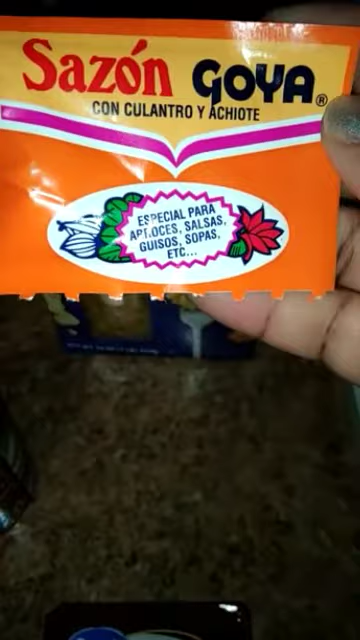 Sazón GOYA®
CON CULANTRO Y ACHIOTE
ESPECIAL PARA
ARROCES, SALSAS,
GUISOS, SOPAS,
ETC...